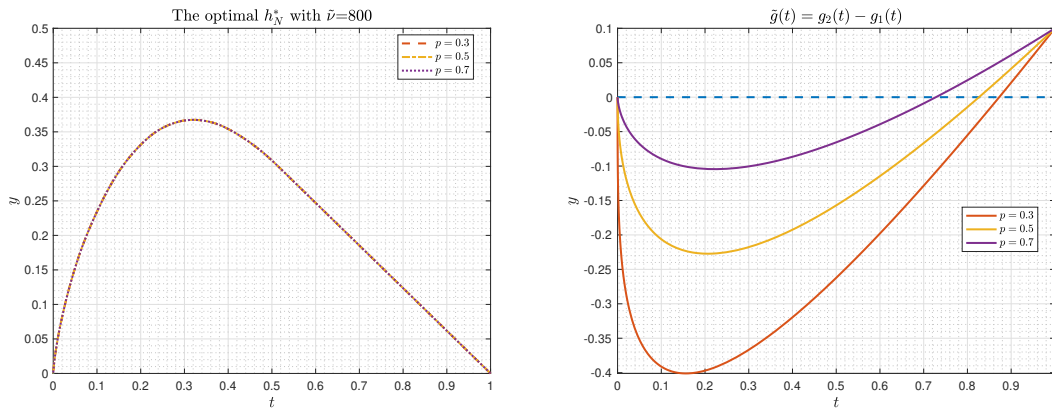 The optimal h*_N with ν̃=800
0.5
0.45
0.4
0.35
0.3
0.25
0.2
0.15
0.1
0.05
0
y
p = 0.3
p = 0.5
p = 0.7
0 0.1 0.2 0.3 0.4 0.5 0.6 0.7 0.8 0.9 1
t
g̃(t) = g₂(t) − g₁(t)
0.1
0.05
0
-0.05
-0.1
-0.15
-0.2
-0.25
-0.3
-0.35
-0.4
y
p = 0.3
p = 0.5
p = 0.7
0 0.1 0.2 0.3 0.4 0.5 0.6 0.7 0.8 0.9
t